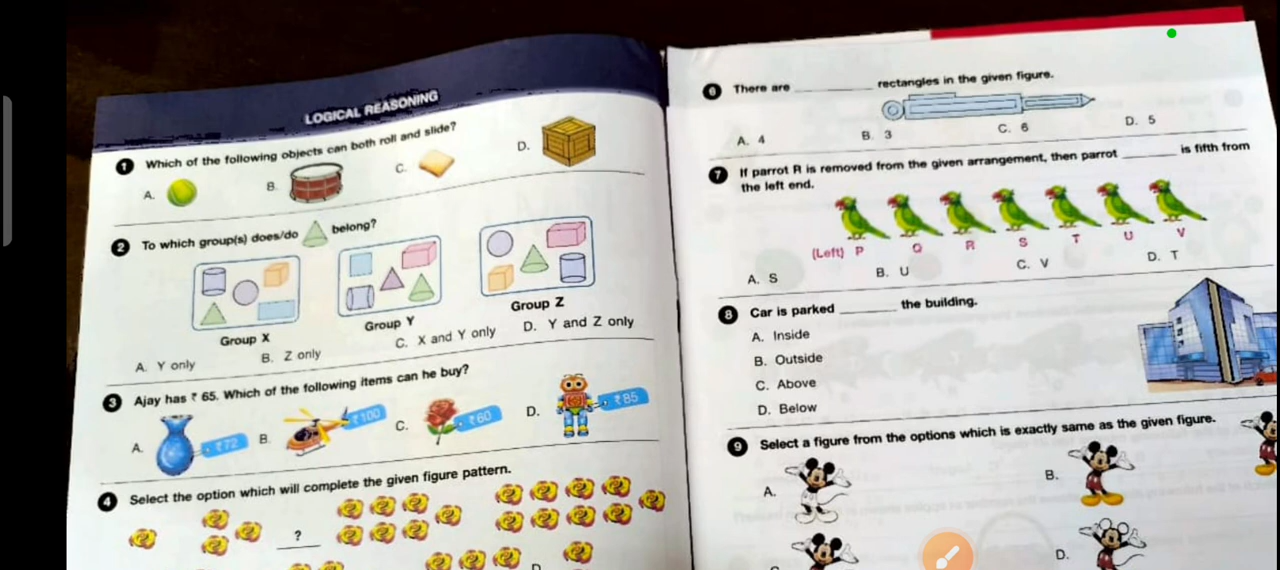 LOGICAL REASONING
1 Which of the following objects can both roll and slide?
A. B. C. D.
2 To which group(s) does/do belong?
Group X Group Y Group Z
A. Y only B. Z only C. X and Y only D. Y and Z only
3 Ajay has ₹ 65. Which of the following items can he buy?
A. ₹72 B. ₹100 C. ₹60 D. ₹85
4 Select the option which will complete the given figure pattern.
?
D
6 There are ________ rectangles in the given figure.
A. 4 B. 3 C. 6 D. 5
7 If parrot R is removed from the given arrangement, then parrot ______ is fifth from
the left end.
(Left) P Q R S T U V
A. S B. U C. V D. T
8 Car is parked ______ the building.
A. Inside
B. Outside
C. Above
D. Below
9 Select a figure from the options which is exactly same as the given figure.
A. B.
D.